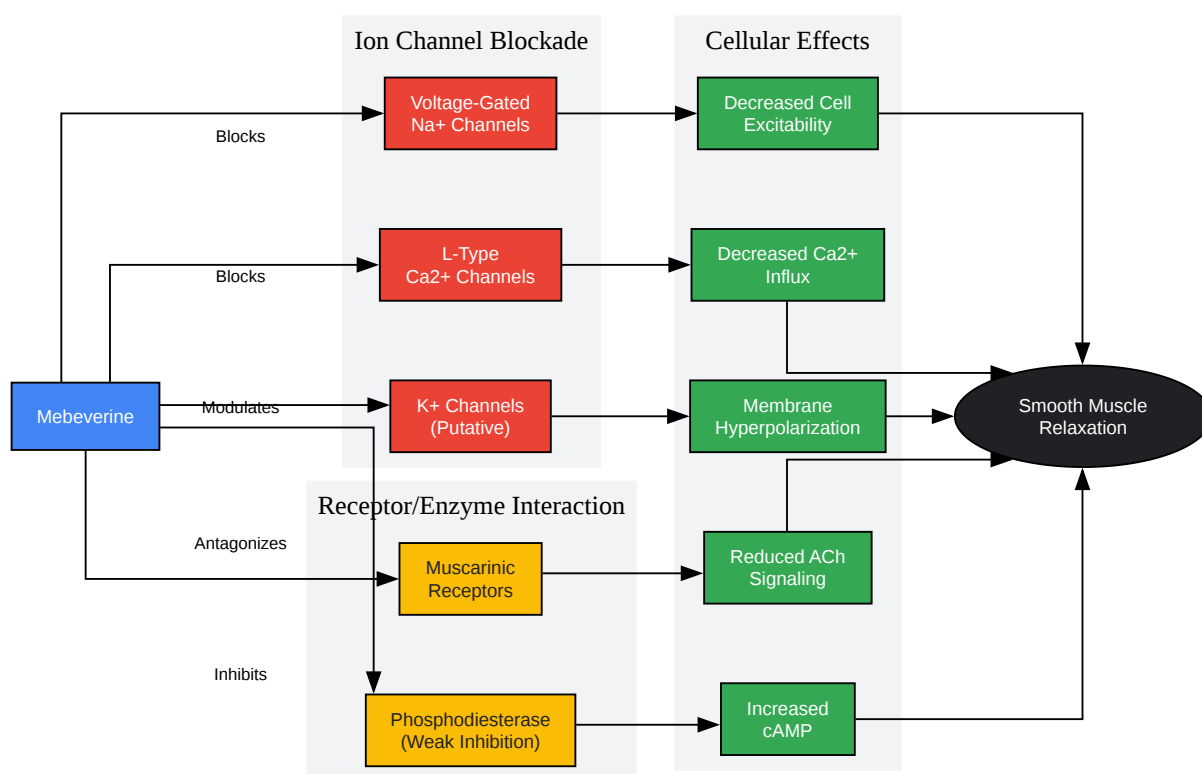 Ion Channel Blockade
Cellular Effects
Voltage-Gated
Na+ Channels
Decreased Cell
Excitability
Blocks
L-Type
Ca2+ Channels
Decreased Ca2+
Influx
Blocks
Mebeverine
Modulates
K+ Channels
(Putative)
Membrane
Hyperpolarization
Smooth Muscle
Relaxation
Receptor/Enzyme Interaction
Antagonizes
Muscarinic
Receptors
Reduced ACh
Signaling
Inhibits
Phosphodiesterase
(Weak Inhibition)
Increased
cAMP